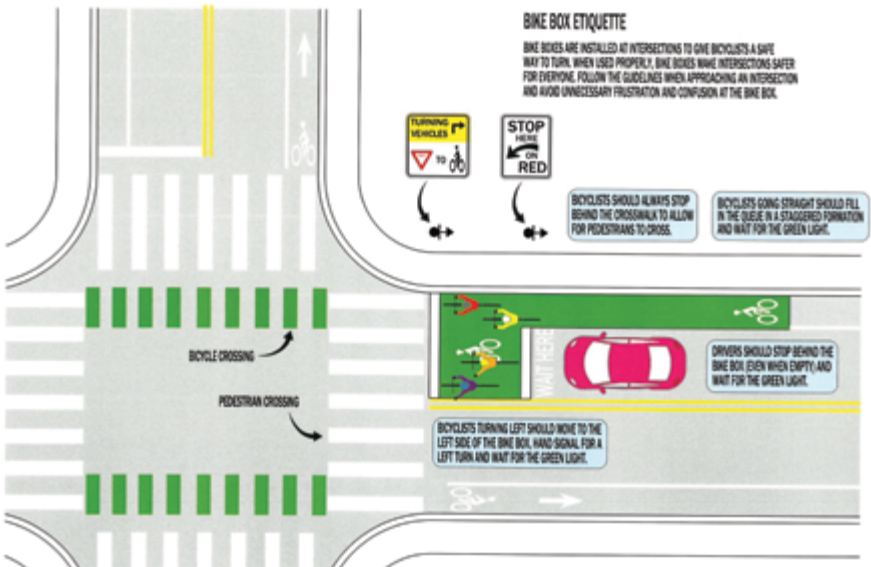 BIKE BOX ETIQUETTE
BIKE BOXES ARE INSTALLED AT INTERSECTIONS TO GIVE BICYCLISTS A SAFE
WAY TO TURN. WHEN USED PROPERLY, BIKE BOXES MAKE INTERSECTIONS SAFER
FOR EVERYONE. FOLLOW THE GUIDELINES WHEN APPROACHING AN INTERSECTION
AND AVOID UNNECESSARY FRUSTRATION AND CONFUSION AT THE BIKE BOX.
TURNING
VEHICLES
TO
STOP
HERE
ON
RED
BICYCLISTS SHOULD ALWAYS STOP
BEHIND THE CROSSWALK TO ALLOW
FOR PEDESTRIANS TO CROSS.
BICYCLISTS GOING STRAIGHT SHOULD FILL
IN THE QUEUE IN A STAGGERED FORMATION
AND WAIT FOR THE GREEN LIGHT.
BICYCLE CROSSING
WAIT HERE
DRIVERS SHOULD STOP BEHIND THE
BIKE BOX (EVEN WHEN EMPTY) AND
WAIT FOR THE GREEN LIGHT.
PEDESTRIAN CROSSING
BICYCLISTS TURNING LEFT SHOULD MOVE TO THE
LEFT SIDE OF THE BIKE BOX, HAND SIGNAL FOR A
LEFT TURN AND WAIT FOR THE GREEN LIGHT.